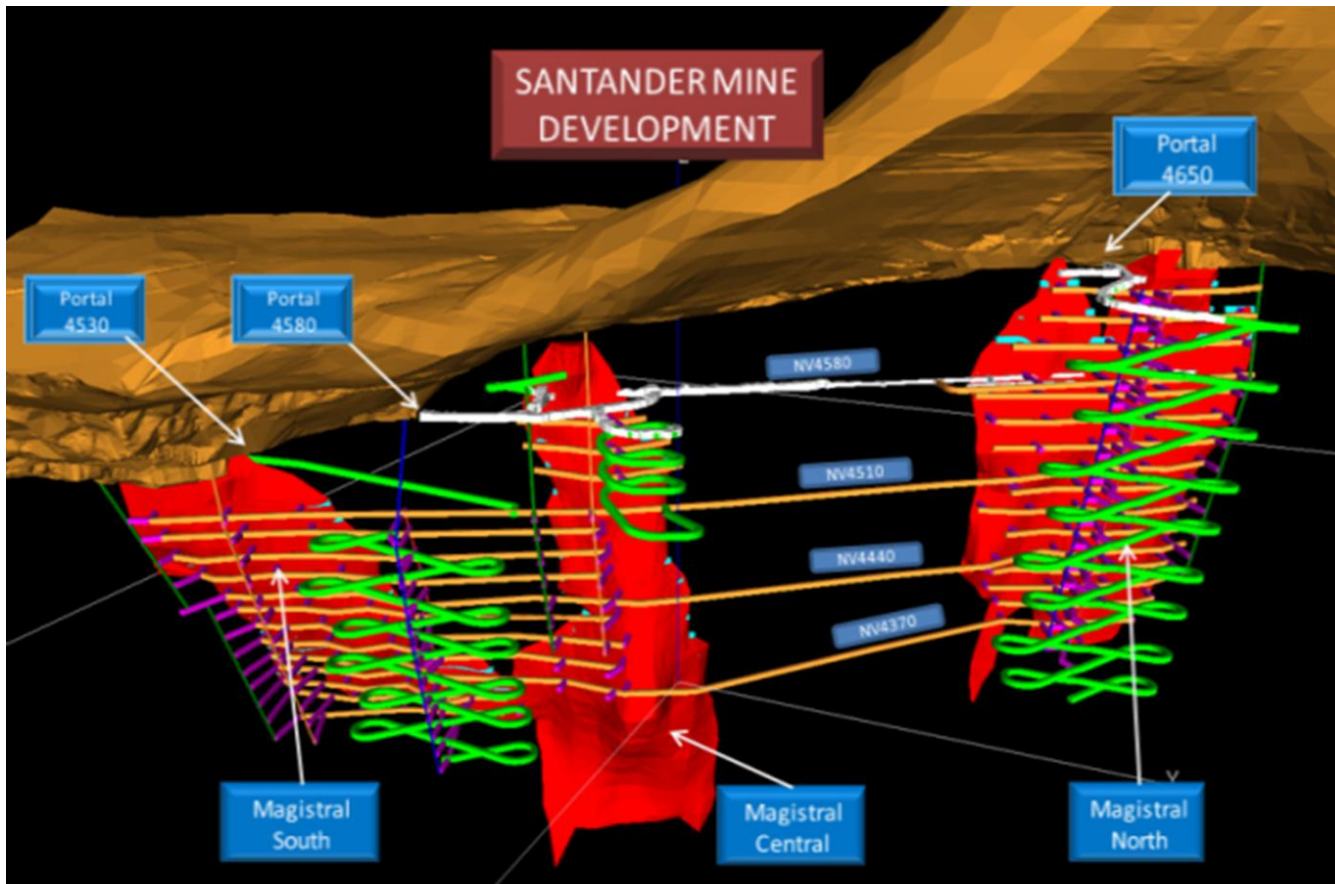 SANTANDER MINE
DEVELOPMENT
Portal
4650
Portal
4530
Portal
4580
NV4580
NV4510
NV4440
NV4370
Magistral
South
Magistral
Central
Magistral
North
Y